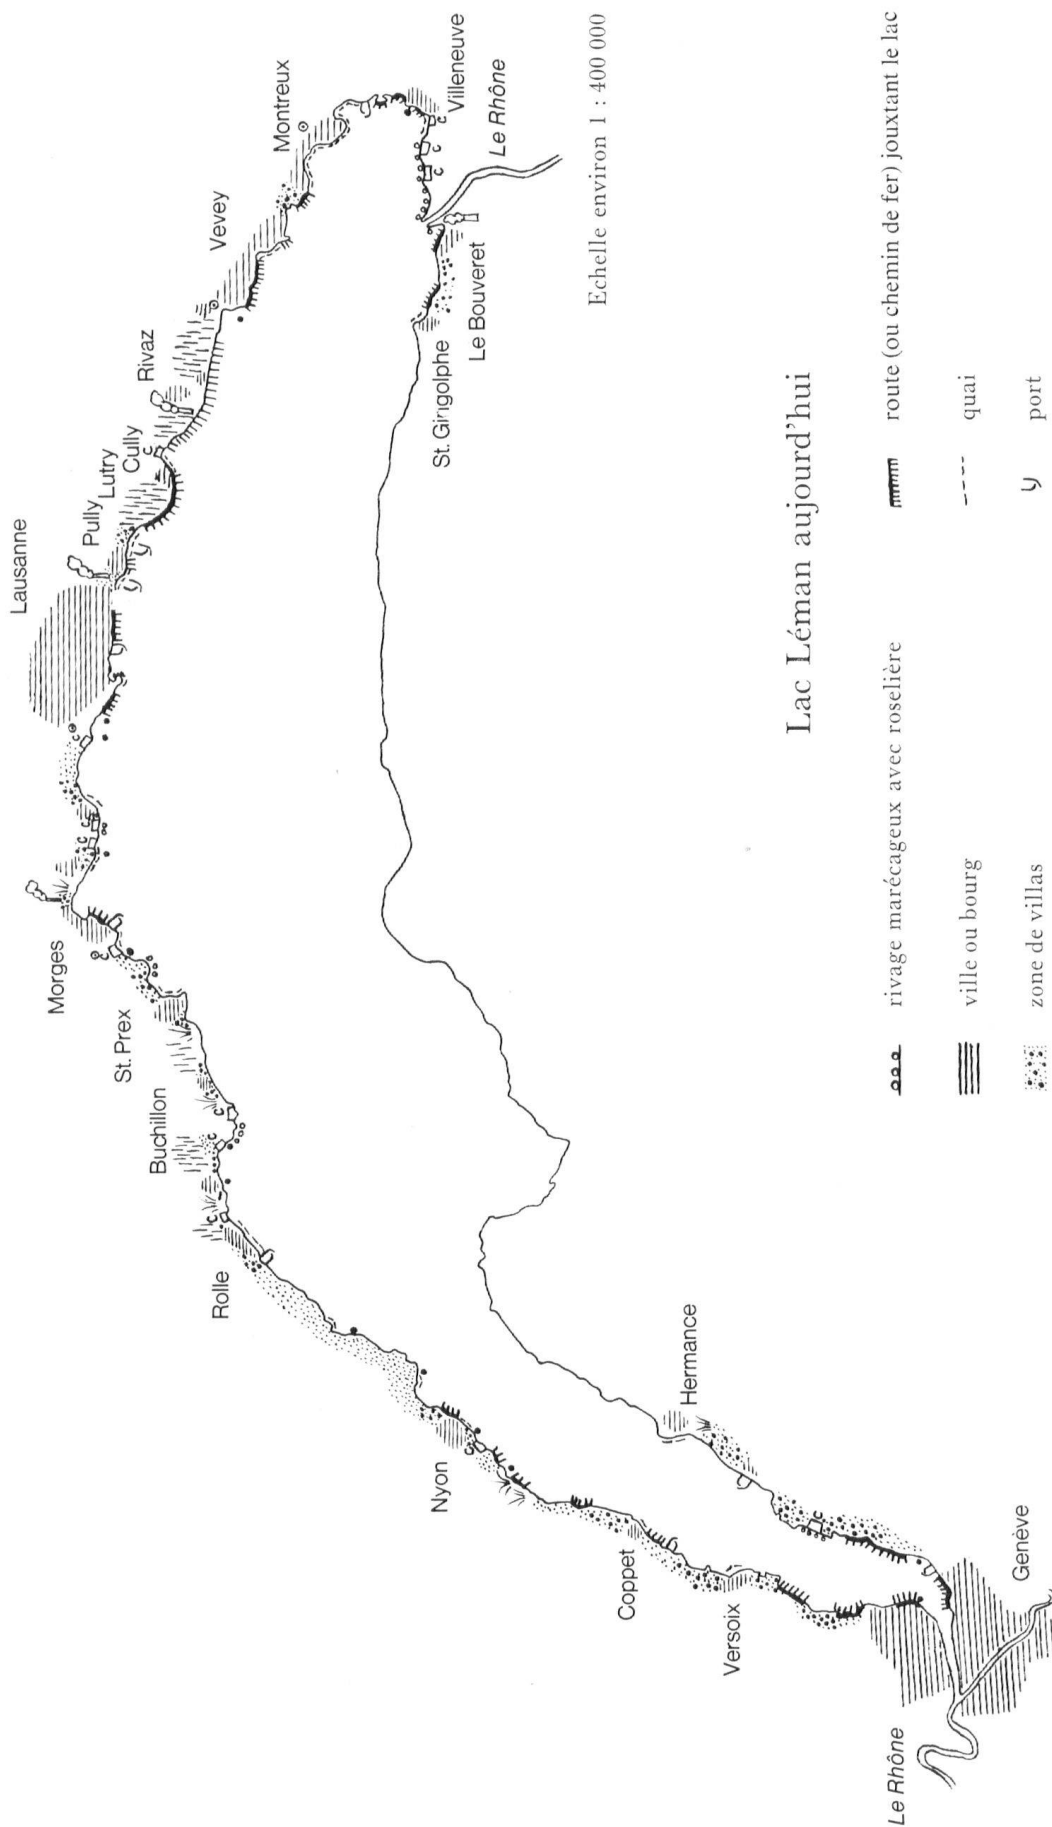 Lausanne
Pully
Lutry
Cully
Rivaz
Vevey
Montreux
Villeneuve
Le Rhône
Le Bouveret
St. Gingolphe
Morges
St. Prex
Buchillon
Rolle
Nyon
Coppet
Versoix
Hermance
Genève
Le Rhône
Echelle environ 1 : 400 000
Lac Léman aujourd'hui
rivage marécageux avec roselière
ville ou bourg
zone de villas
route (ou chemin de fer) jouxtant le lac
quai
port
c
c
c
c
c
c
c
c
c
c
c
c
c